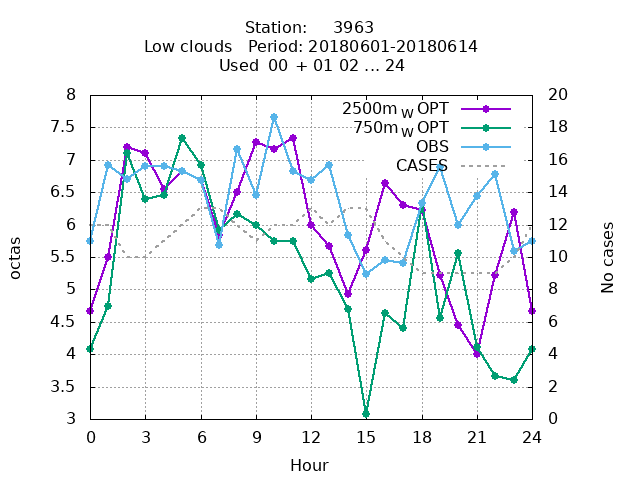 Station: 3963
Low clouds Period: 20180601-20180614
Used 00 + 01 02 ... 24
2500m_w OPT
750m_w OPT
OBS
CASES
octas
8
7.5
7
6.5
6
5.5
5
4.5
4
3.5
3
20
18
16
14
12
10
8
6
4
2
0
No cases
0 3 6 9 12 15 18 21 24
Hour